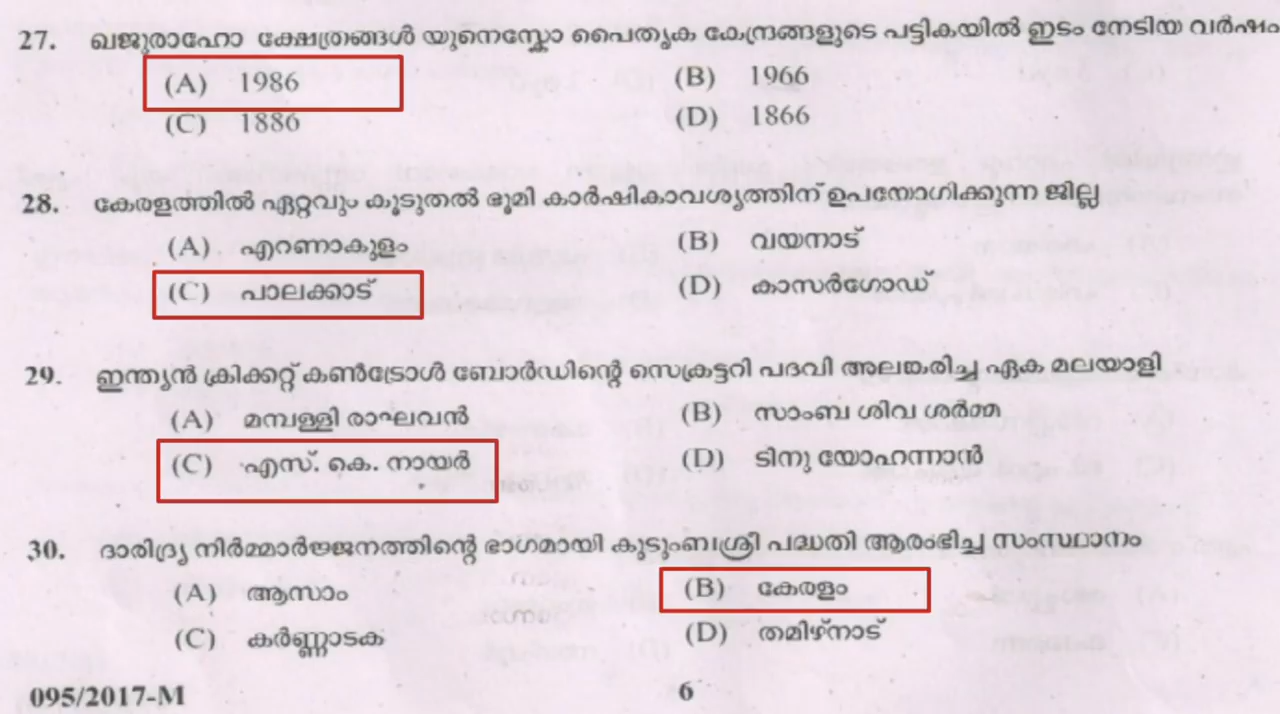 27. ഖജുരാഹോ ക്ഷേത്രങ്ങൾ യുനെസ്കോ പൈതൃക കേന്ദ്രങ്ങളുടെ പട്ടികയിൽ ഇടം നേടിയ വർഷം
(A) 1986 (B) 1966
(C) 1886 (D) 1866
28. കേരളത്തിൽ ഏറ്റവും കൂടുതൽ ഭൂമി കാർഷികാവശ്യത്തിന് ഉപയോഗിക്കുന്ന ജില്ല
(A) എറണാകുളം (B) വയനാട്
(C) പാലക്കാട് (D) കാസർഗോഡ്
29. ഇന്ത്യൻ ക്രിക്കറ്റ് കൺട്രോൾ ബോർഡിന്റെ സെക്രട്ടറി പദവി അലങ്കരിച്ച ഏക മലയാളി
(A) മമ്പള്ളി രാഘവൻ (B) സാംബ ശിവ ശർമ്മ
(C) എസ്. കെ. നായർ (D) ടിനു യോഹന്നാൻ
30. ദാരിദ്ര്യ നിർമ്മാർജ്ജനത്തിന്റെ ഭാഗമായി കുടുംബശ്രീ പദ്ധതി ആരംഭിച്ച സംസ്ഥാനം
(A) ആസാം (B) കേരളം
(C) കർണ്ണാടക (D) തമിഴ്നാട്
095/2017-M 6